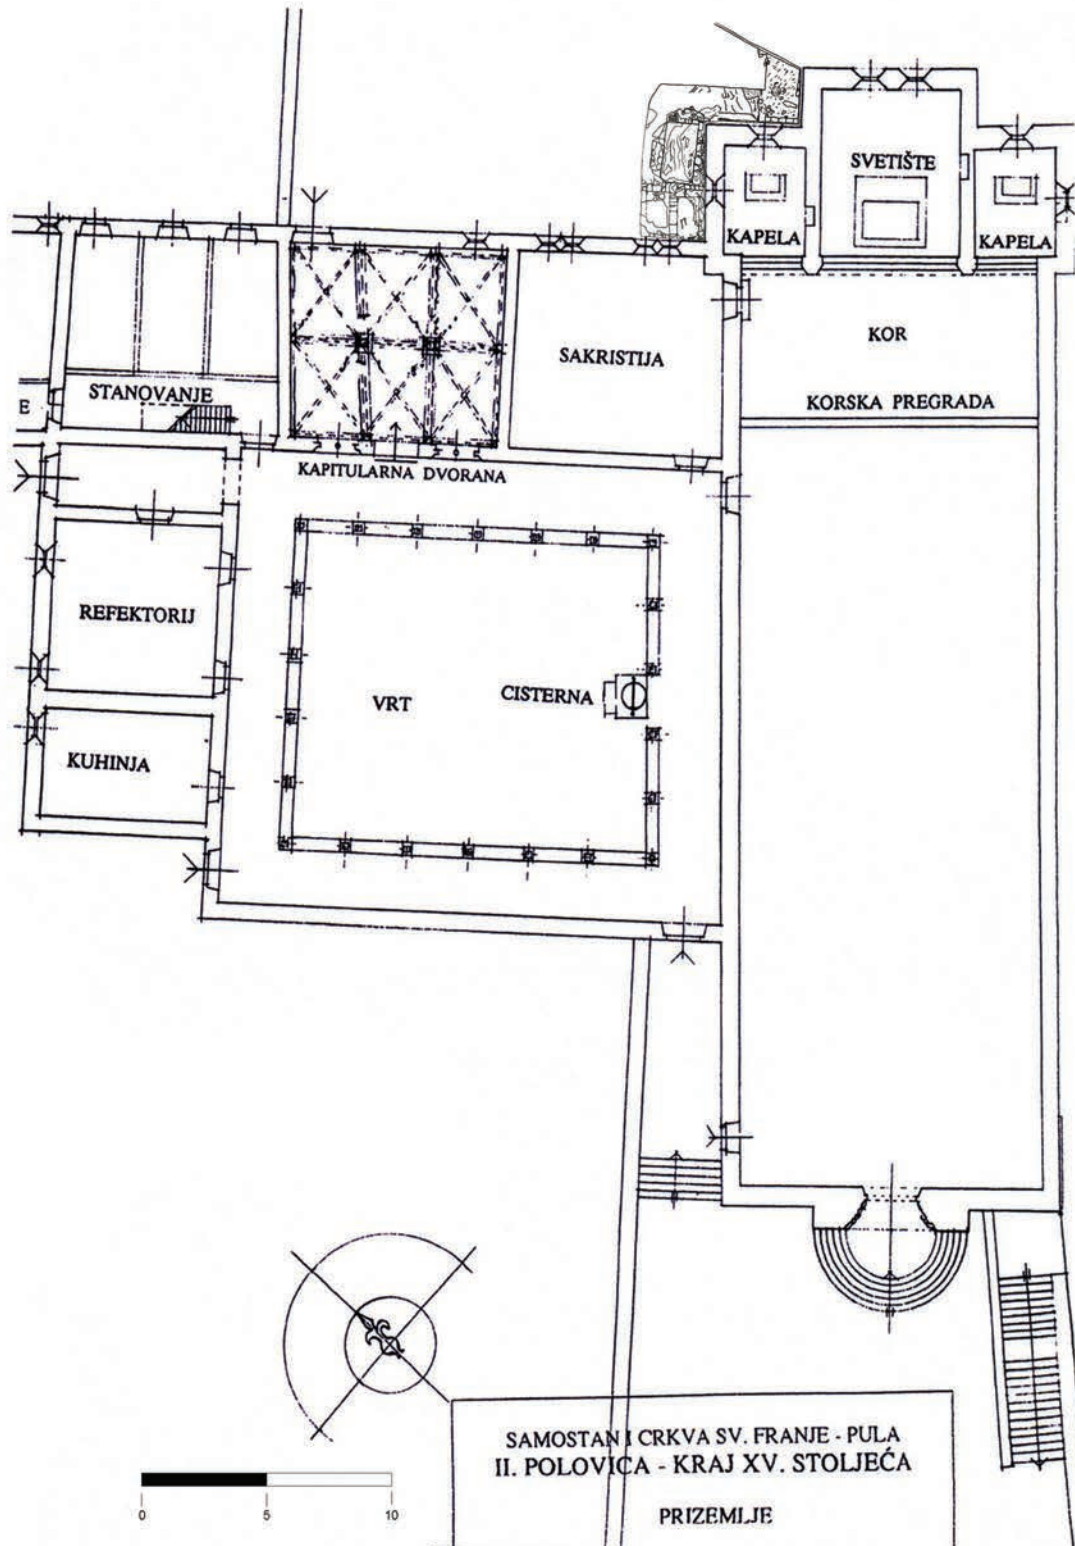 SVETIŠTE
KAPELA
KAPELA
KOR
SAKRISTIJA
KORSKA PREGRADA
STANOVANJE
E
KAPITULARNA DVORANA
REFEKTORIJ
VRT
CISTERNA
KUHINJA
SAMOSTAN I CRKVA SV. FRANJE - PULA
II. POLOVICA - KRAJ XV. STOLJEĆA
PRIZEMLJE
0 5 10